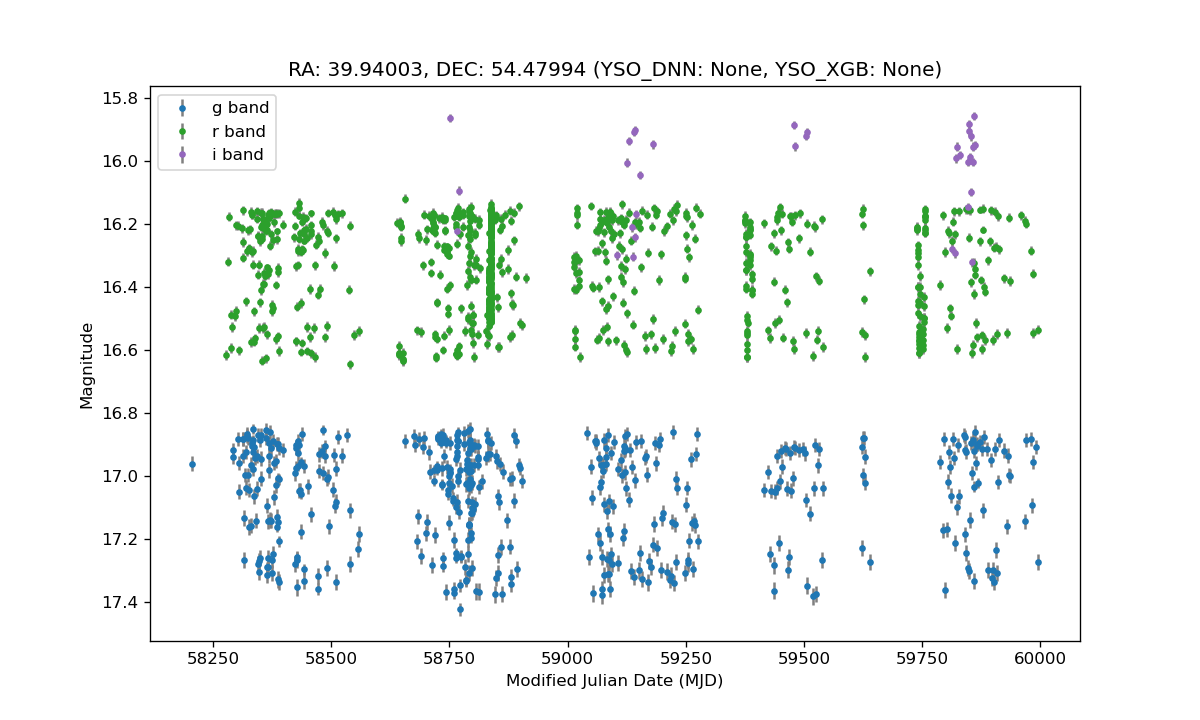 RA: 39.94003, DEC: 54.47994 (YSO_DNN: None, YSO_XGB: None)
g band
r band
i band
15.8
16.0
16.2
16.4
16.6
16.8
17.0
17.2
17.4
Magnitude
58250 58500 58750 59000 59250 59500 59750 60000
Modified Julian Date (MJD)